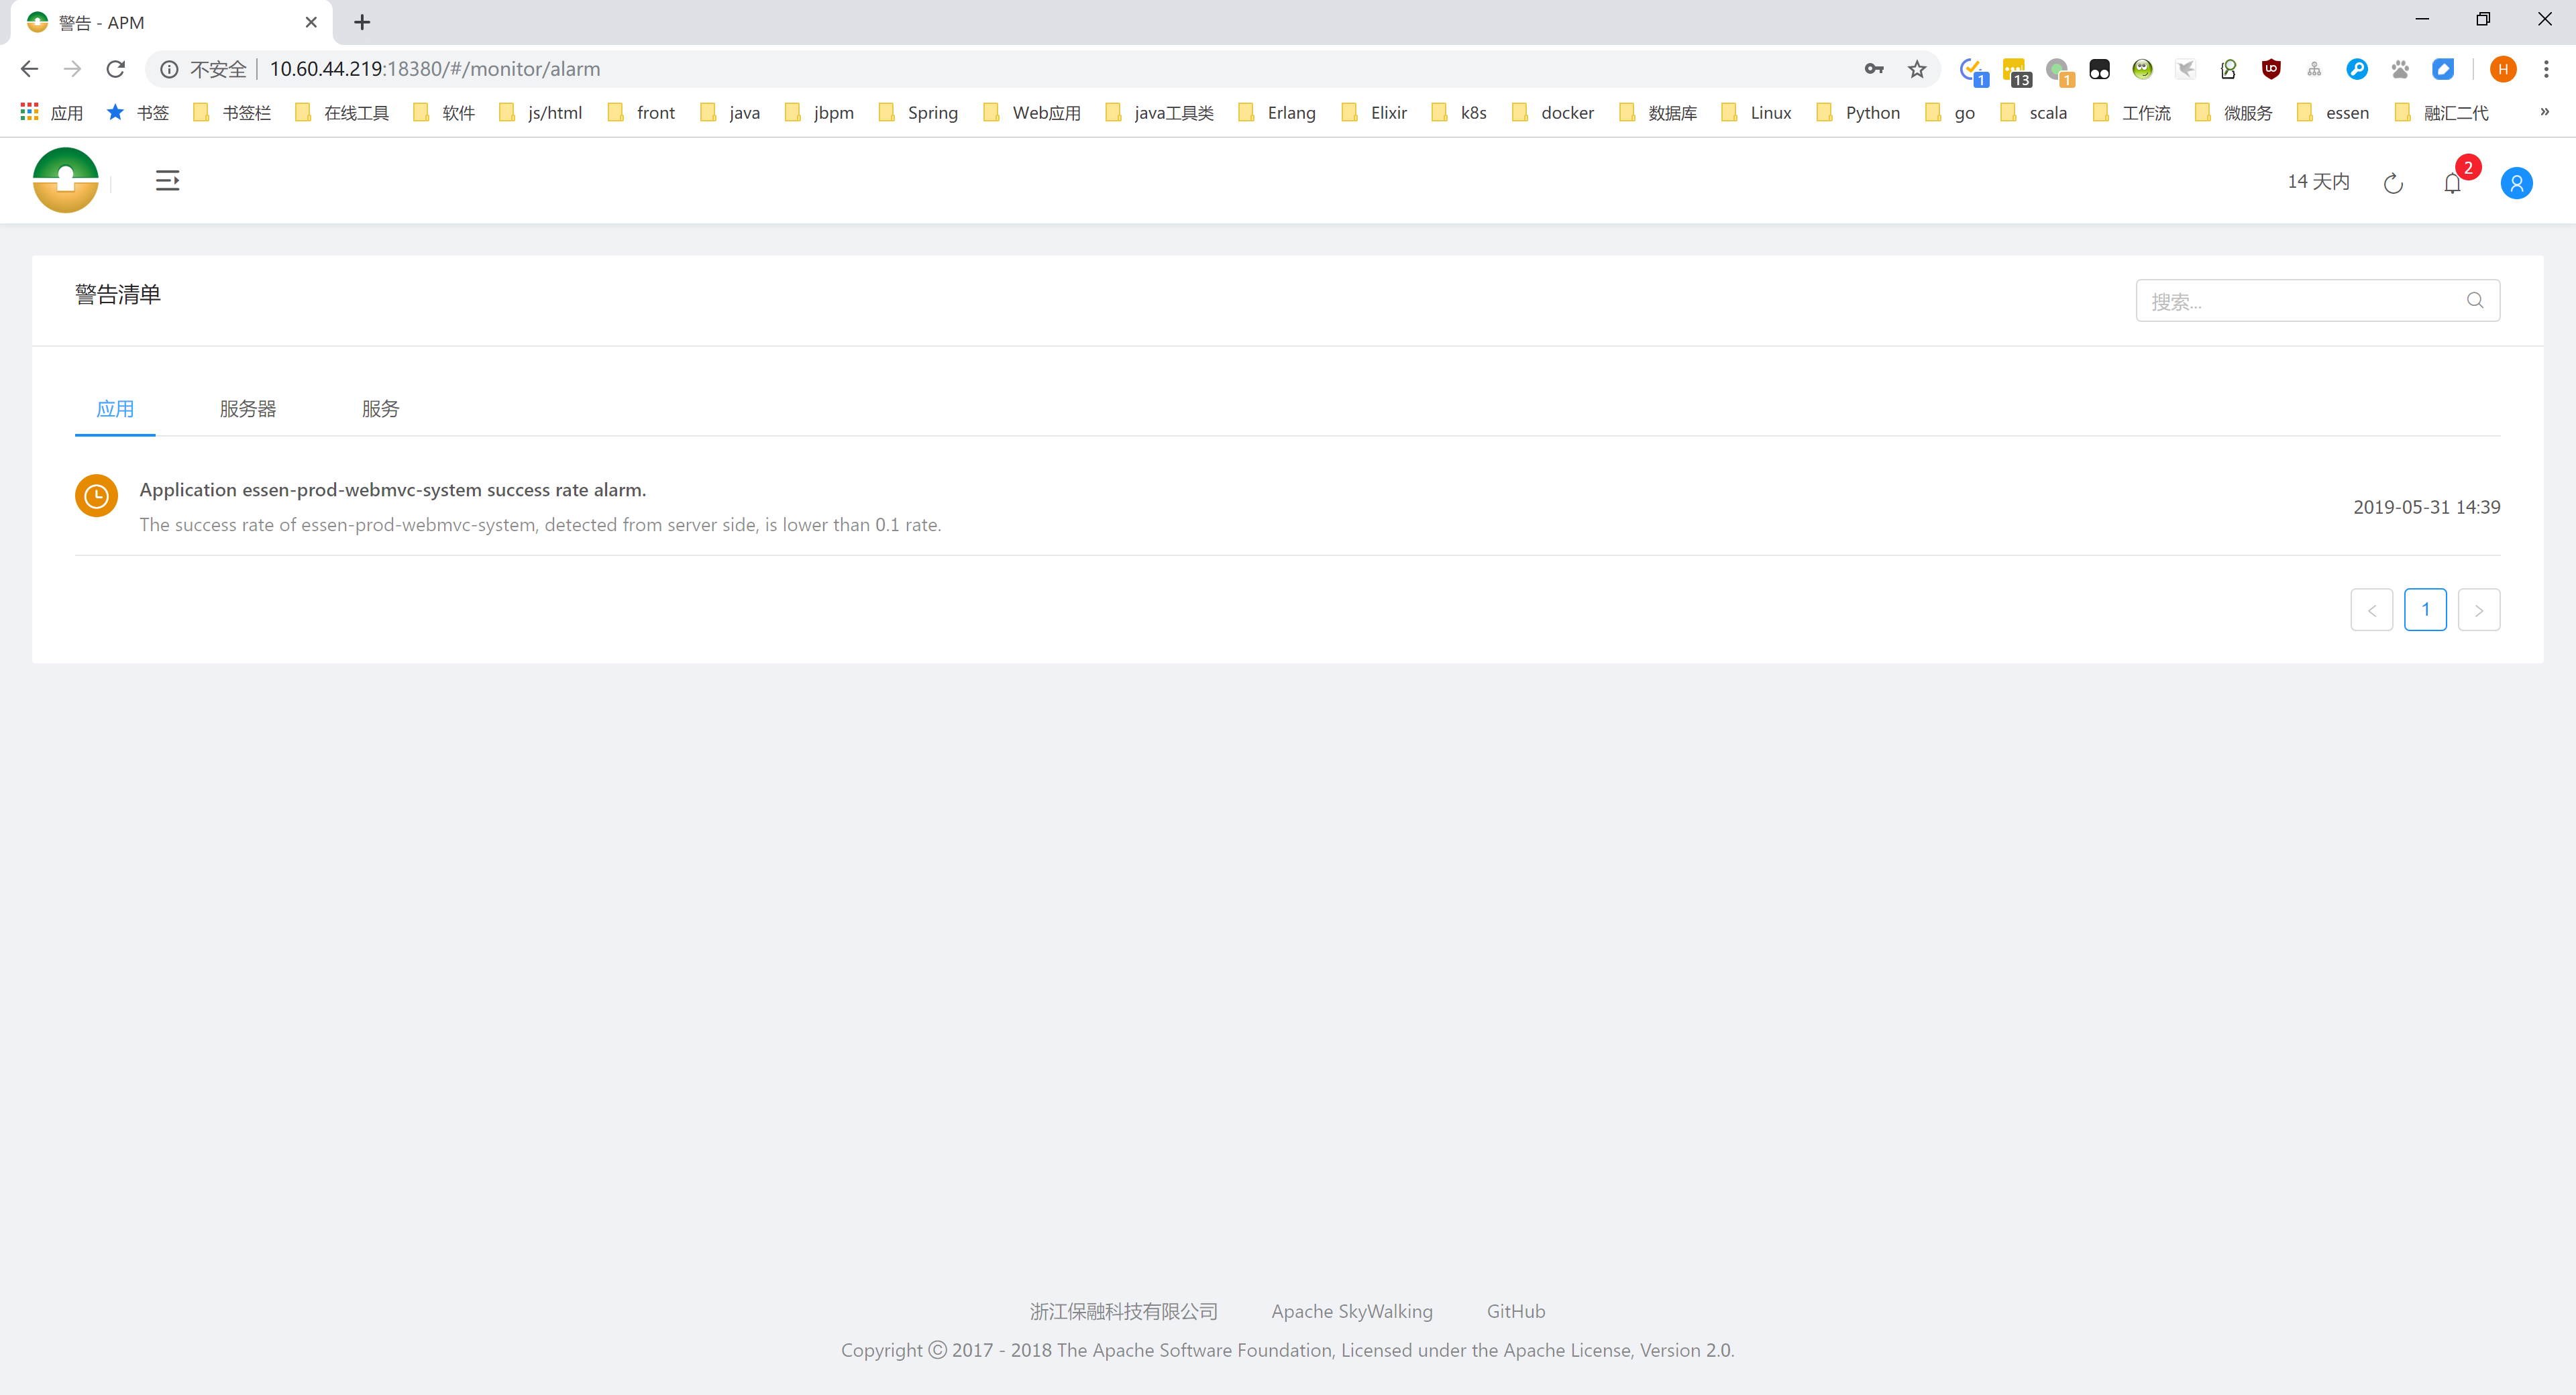 警告 - APM
不安全 10.60.44.219:18380/#/monitor/alarm
1 13 1 H
应用 书签 书签栏 在线工具 软件 js/html front java jbpm Spring Web应用 java工具类 Erlang Elixir k8s docker 数据库 Linux Python go scala 工作流 微服务 essen 融汇二代 »
14 天内 2
警告清单
搜索...
应用 服务器 服务
Application essen-prod-webmvc-system success rate alarm.
The success rate of essen-prod-webmvc-system, detected from server side, is lower than 0.1 rate.
2019-05-31 14:39
< 1 >
浙江保融科技有限公司 Apache SkyWalking GitHub
Copyright © 2017 - 2018 The Apache Software Foundation, Licensed under the Apache License, Version 2.0.